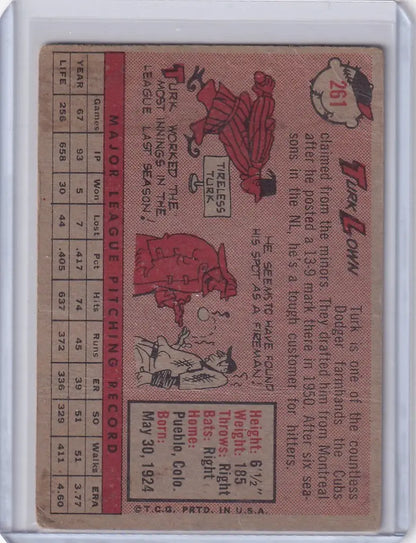 261
TURK LOWN
Turk is one of the countless
Dodger farmhands the Cubs
claimed from the minors. They drafted him from Montreal
after he posted a 13-9 mark there in 1950. After six sea-
sons in the NL, he's a tough customer for hitters.
TURK WORKED THE
MOST INNINGS IN THE
LEAGUE LAST SEASON.
TIRELESS
TURK
HE SEEMS TO HAVE FOUND
HIS SPOT AS A FIREMAN!
Height: 6'½"
Weight: 185
Throws: Right
Bats: Right
Home:
Pueblo, Colo.
Born:
May 30, 1924
MAJOR LEAGUE PITCHING RECORD
Games IP Won Lost Pct Hits Runs ER SO Walks ERA
YEAR 67 93 5 7 .417 74 45 39 51 51 3.77
LIFE 256 658 30 44 .405 637 372 336 329 411 4.60
©T.C.G. PRTD. IN U.S.A.